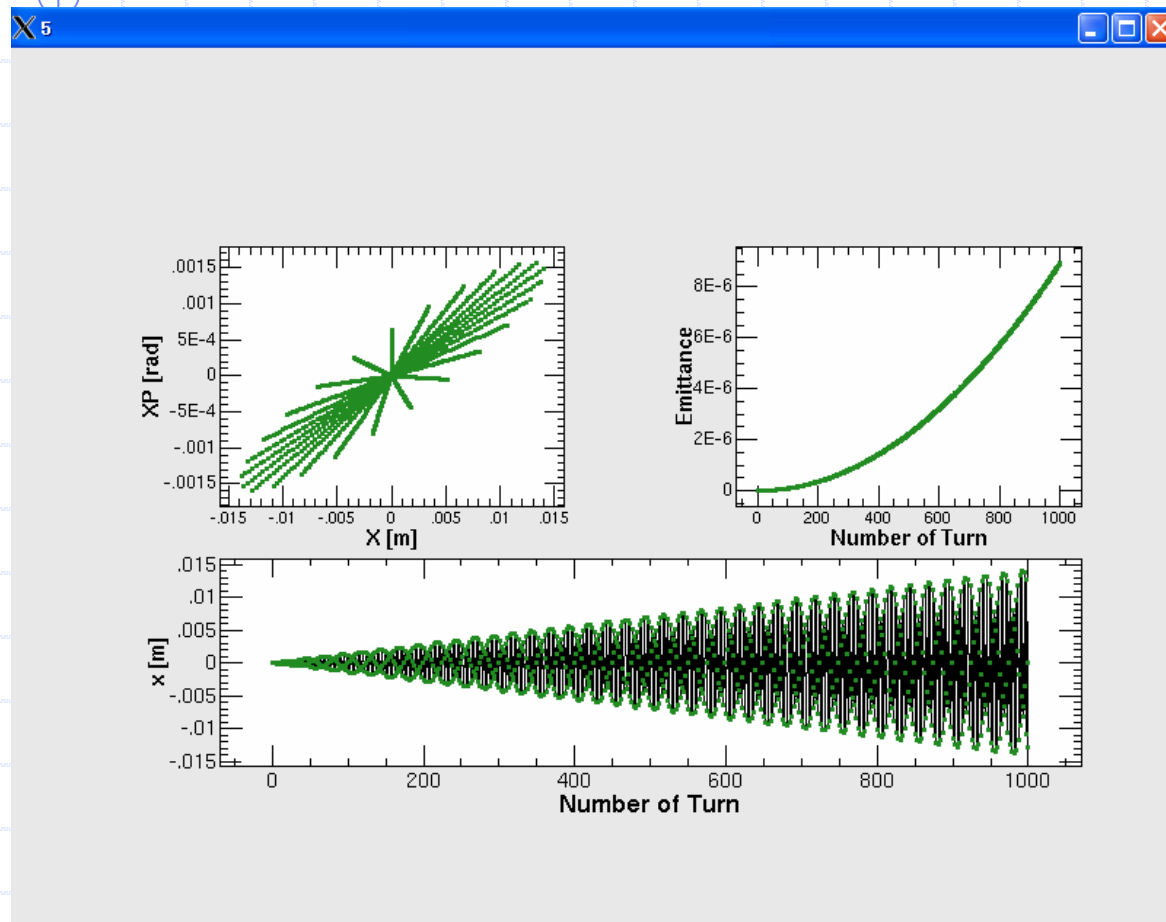 5
.0015
.001
5E-4
0
-5E-4
-.001
-.0015
XP [rad]
-.015 -.01 -.005 0 .005 .01 .015
X [m]
8E-6
6E-6
4E-6
2E-6
0
Emittance
0 200 400 600 800 1000
Number of Turn
.015
.01
.005
0
-.005
-.01
-.015
x [m]
0 200 400 600 800 1000
Number of Turn